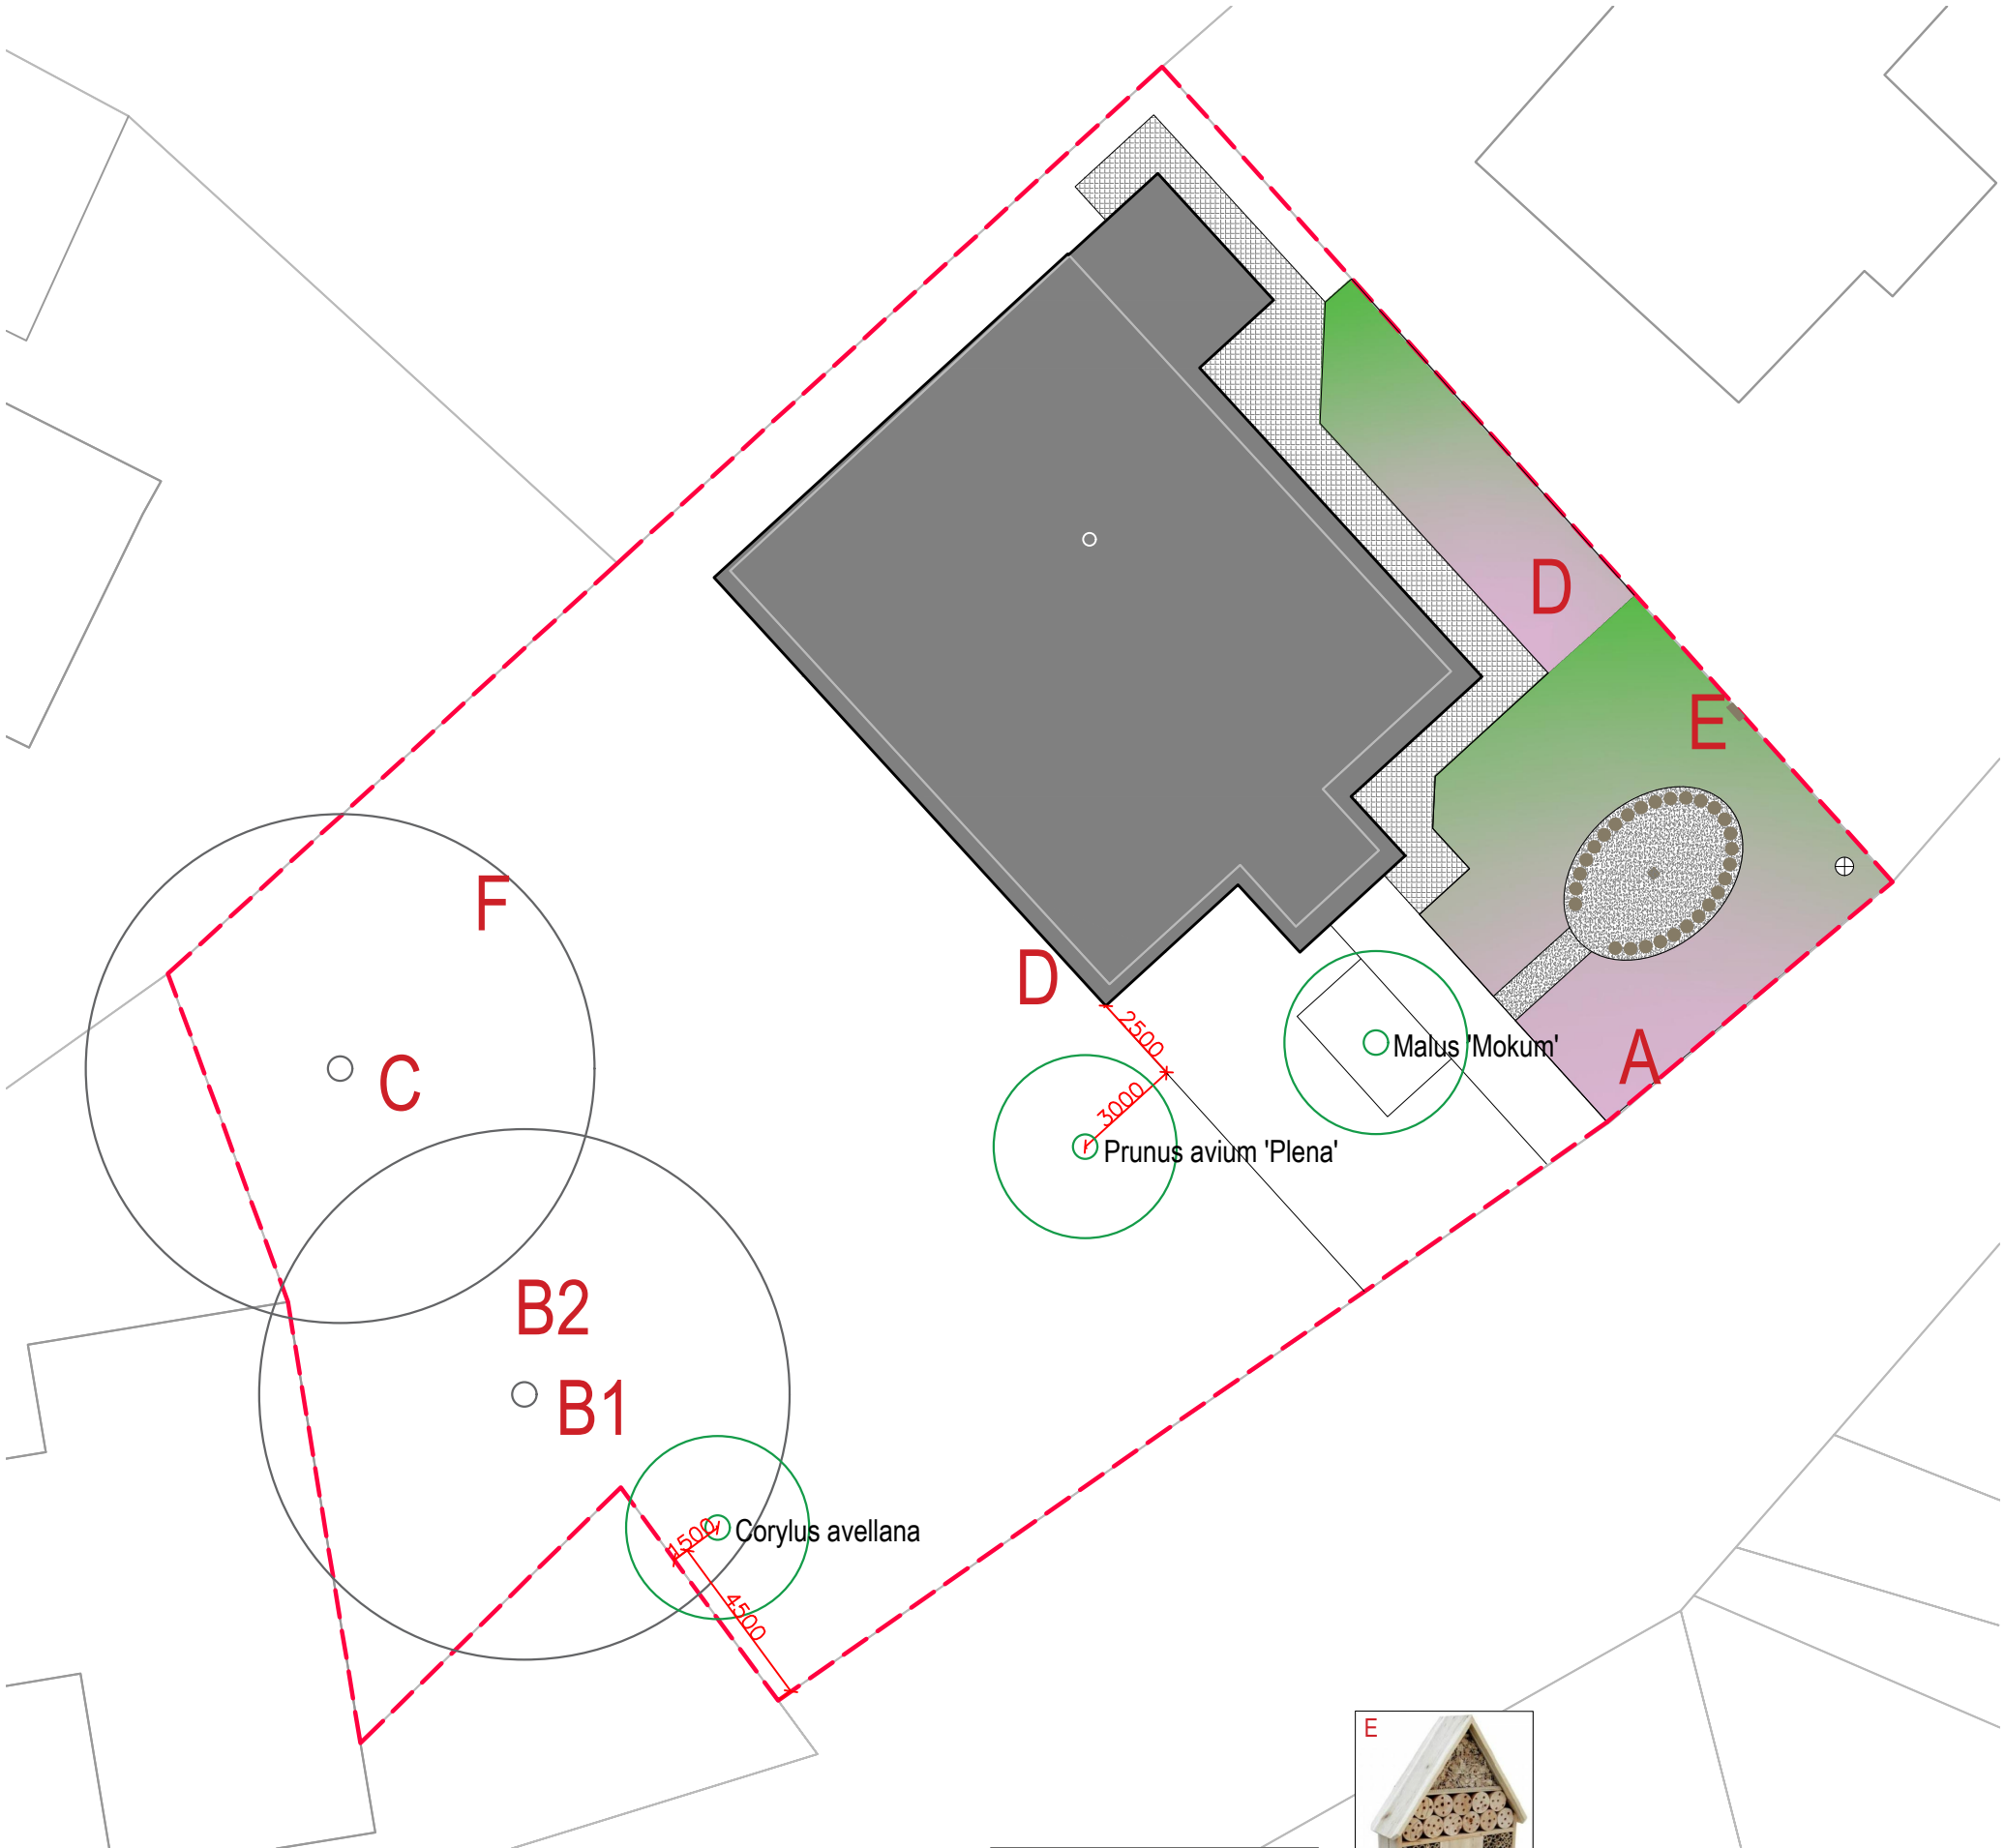 D
E
F
D
2500
Malus 'Mokum'
A
C
3000
Prunus avium 'Plena'
B2
B1
1500
Corylus avellana
4500
E